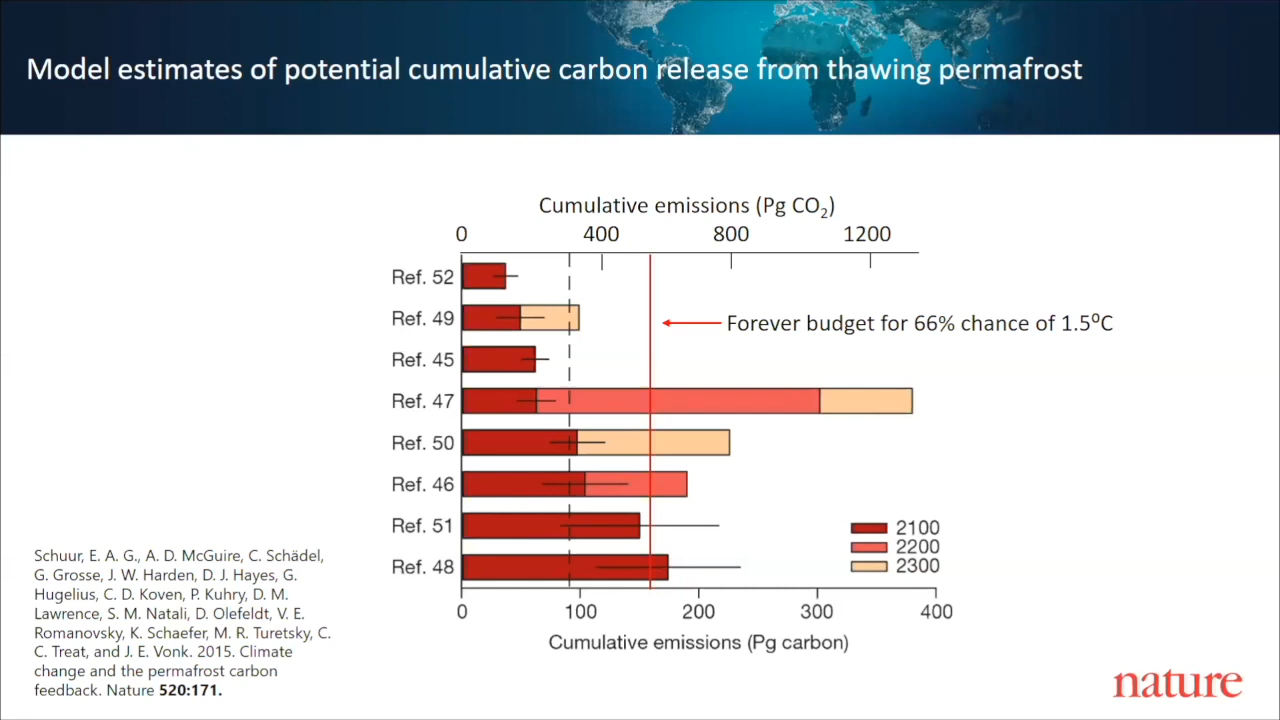 Model estimates of potential cumulative carbon release from thawing permafrost
Cumulative emissions (Pg CO₂)
0 400 800 1200
Ref. 52
Ref. 49
Forever budget for 66% chance of 1.5⁰C
Ref. 45
Ref. 47
Ref. 50
Ref. 46
Ref. 51
Ref. 48
2100
2200
2300
0 100 200 300 400
Cumulative emissions (Pg carbon)
Schuur, E. A. G., A. D. McGuire, C. Schädel,
G. Grosse, J. W. Harden, D. J. Hayes, G.
Hugelius, C. D. Koven, P. Kuhry, D. M.
Lawrence, S. M. Natali, D. Olefeldt, V. E.
Romanovsky, K. Schaefer, M. R. Turetsky, C.
C. Treat, and J. E. Vonk. 2015. Climate
change and the permafrost carbon
feedback. Nature 520:171.
nature